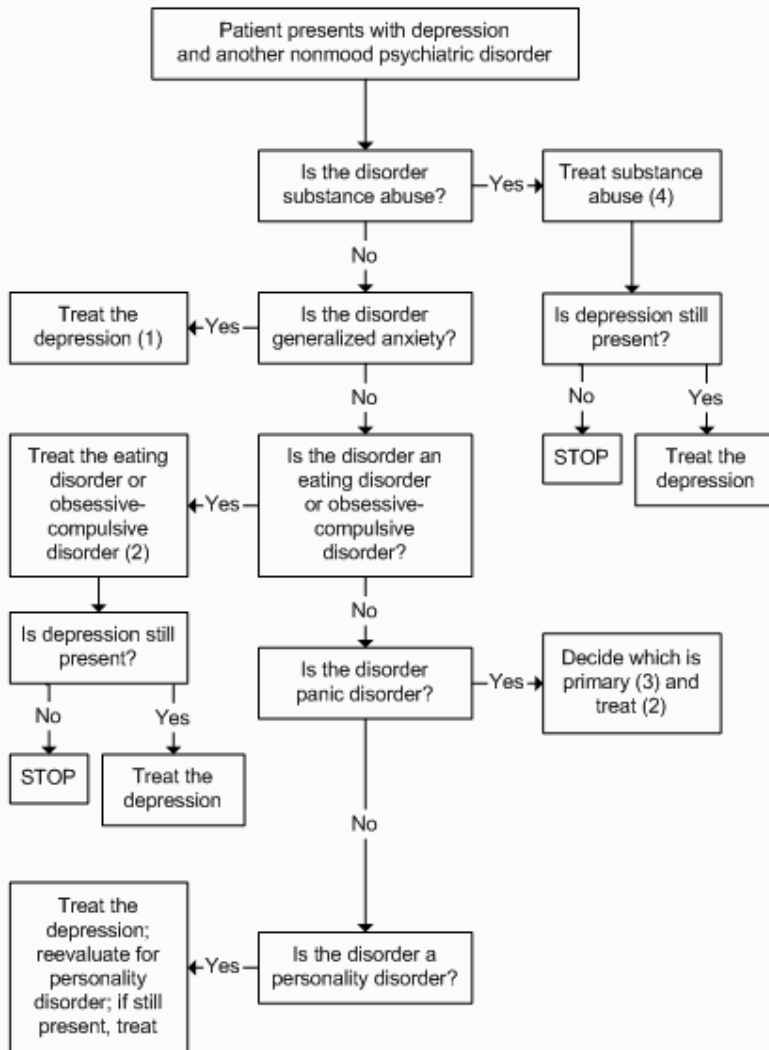 Patient presents with depression
and another nonmood psychiatric disorder
Is the disorder
substance abuse?
Yes
Treat substance
abuse (4)
No
Treat the
depression (1)
Yes
Is the disorder
generalized anxiety?
Is depression still
present?
No
No
Yes
STOP
Treat the
depression
Treat the eating
disorder or
obsessive-
compulsive
disorder (2)
Yes
Is the disorder an
eating disorder
or obsessive-
compulsive
disorder?
No
Is depression still
present?
No
Yes
STOP
Treat the
depression
Is the disorder
panic disorder?
Yes
Decide which is
primary (3) and
treat (2)
No
Treat the
depression;
reevaluate for
personality
disorder; if still
present, treat
Yes
Is the disorder a
personality disorder?